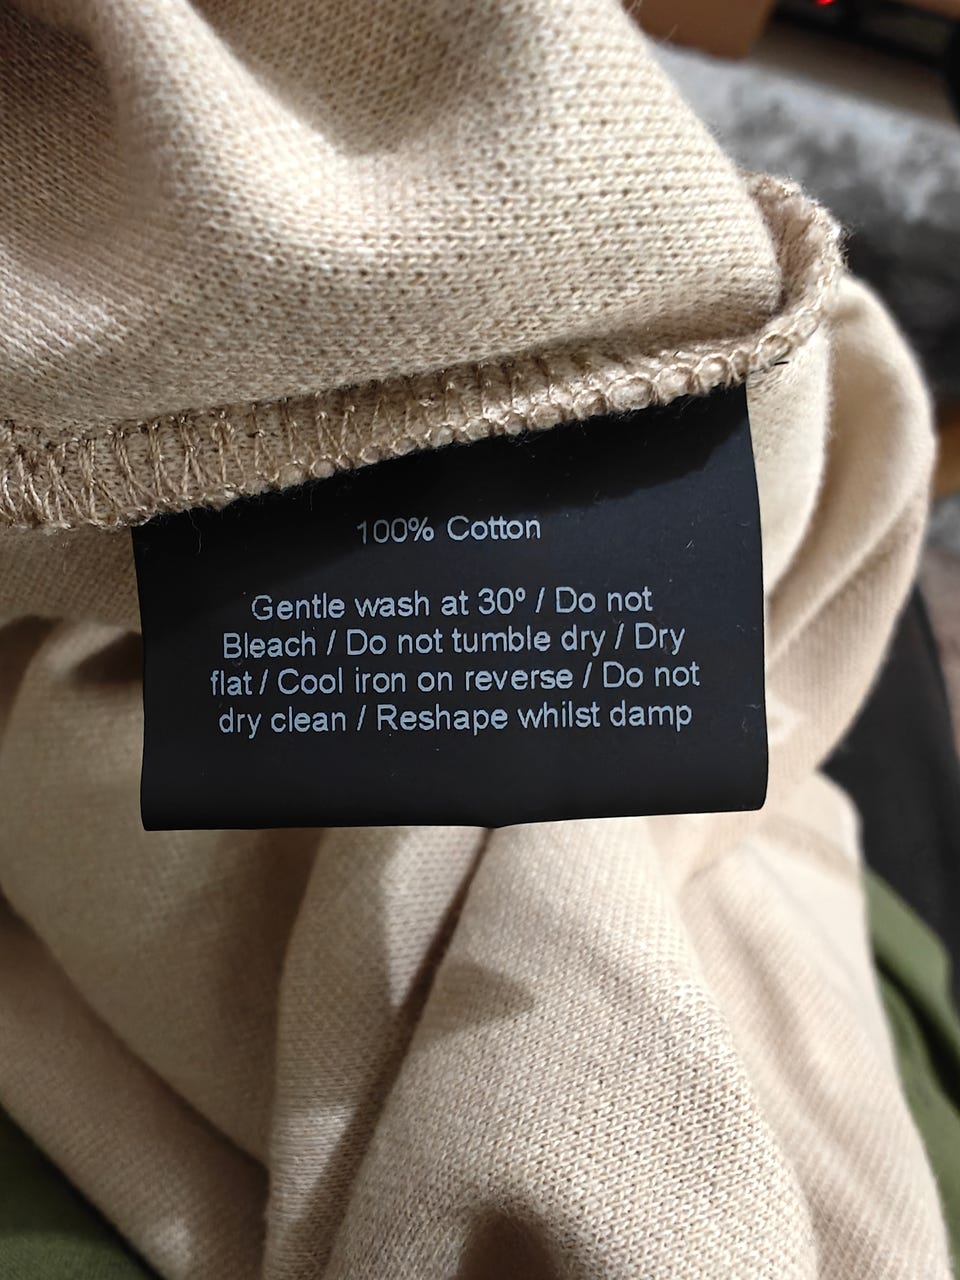 100% Cotton
Gentle wash at 30º / Do not
Bleach / Do not tumble dry / Dry
flat / Cool iron on reverse / Do not
dry clean / Reshape whilst damp